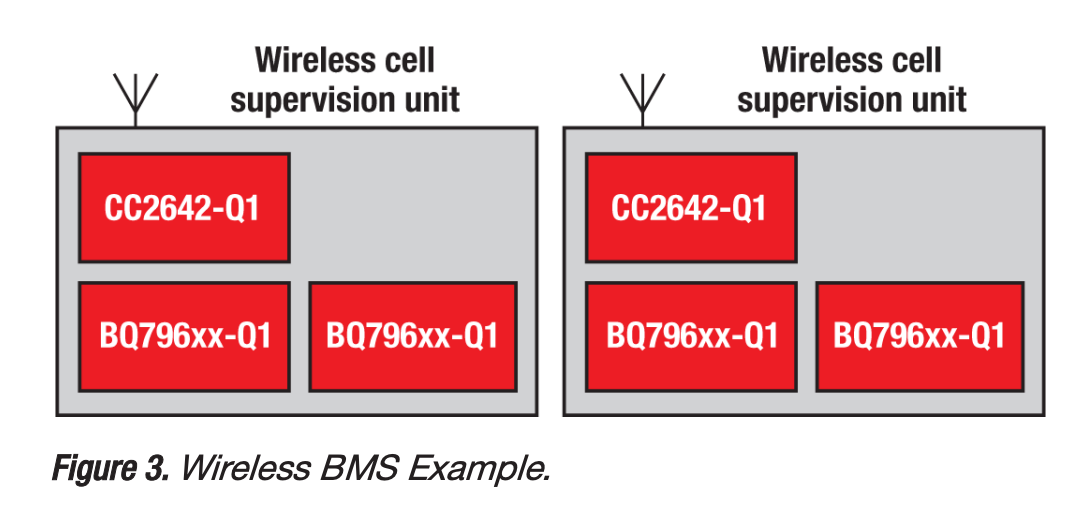 Wireless cell
supervision unit
CC2642-Q1
BQ796xx-Q1
BQ796xx-Q1
Wireless cell
supervision unit
CC2642-Q1
BQ796xx-Q1
BQ796xx-Q1
Figure 3. Wireless BMS Example.